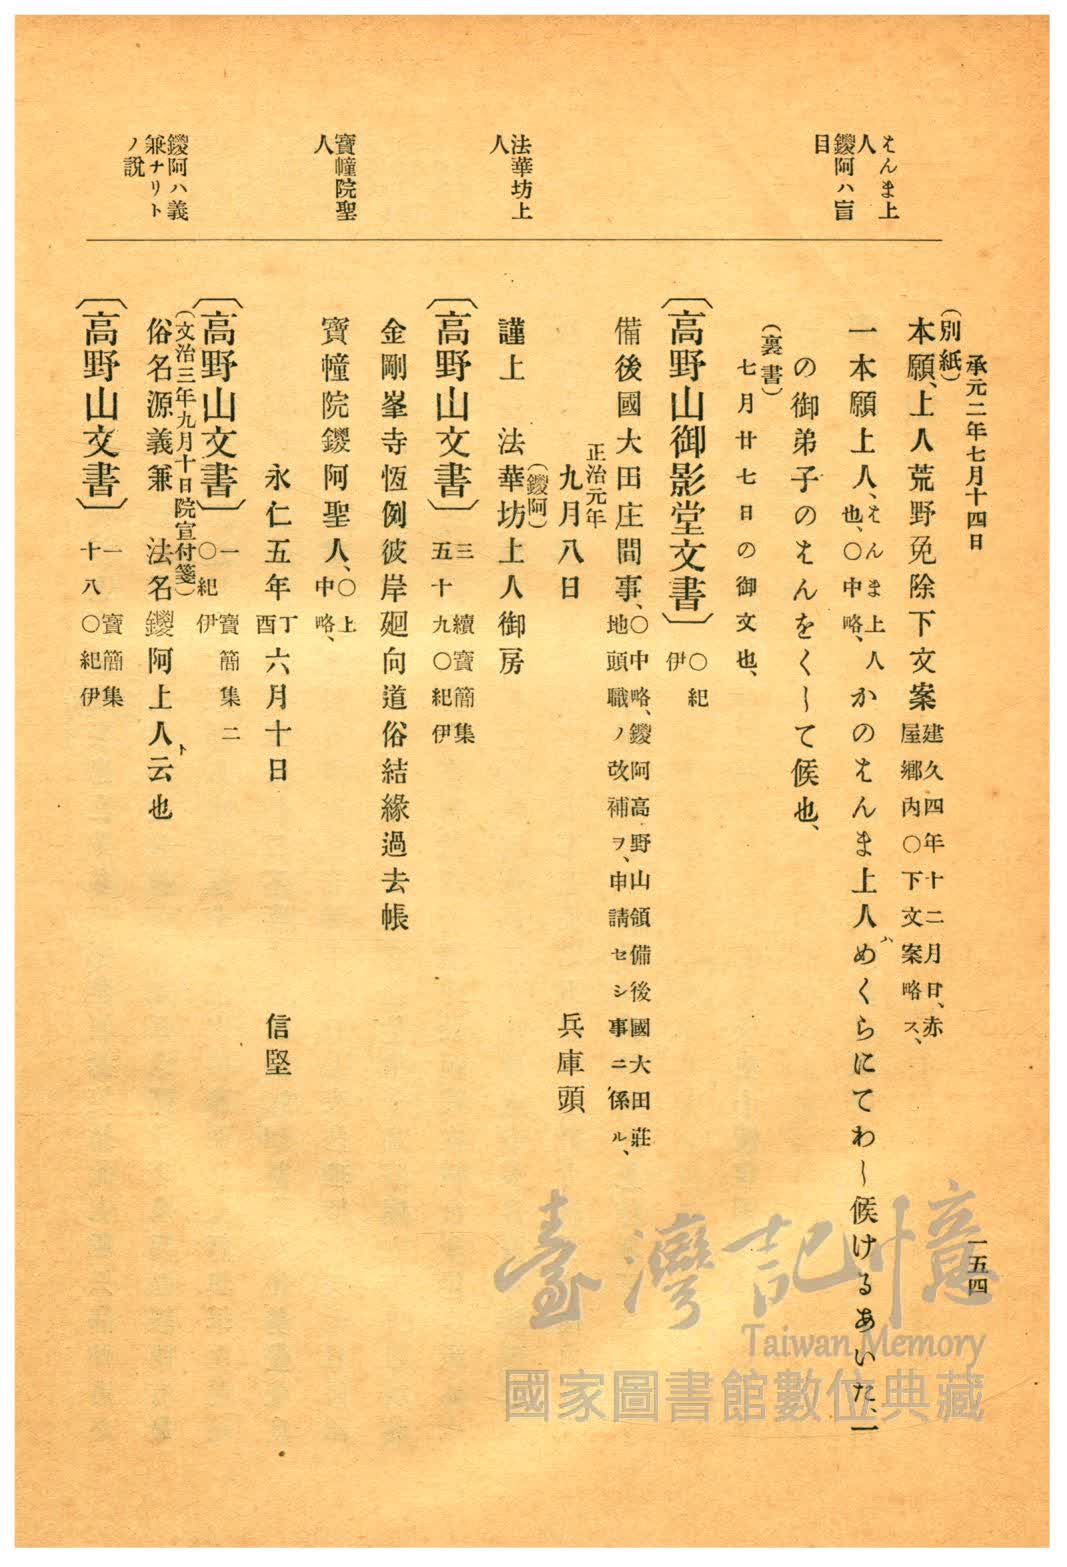 承元二年七月十四日
一五四
はんま上
人
鑁阿ハ盲
目
法華坊上
人
寶幢院聖
人
鑁阿ハ義
兼ナリト
ノ說
(別紙)
本願、上人荒野免除下文案 建久四年十二月日、赤
屋鄕內〇下文案略ス、
一本願上人、はんま上人
也、〇中略、かのはんま上人ハめくらにてわし候けるあいた、一
の御弟子のはんをくして候也、
(裏書)
七月廿七日の御文也、
〔高野山御影堂文書〕 〇紀
伊
備後國大田庄間事、〇中略、鑁阿高野山領備後國大田莊
地頭職ノ改補ヲ、申請セシ事ニ係ル、
正治元年
九月八日 兵庫頭
謹上 法華坊上人御房
(鑁阿)
〔高野山文書〕 三 續寶簡集
五十九〇紀伊
金剛峯寺恆例彼岸廻向道俗結緣過去帳
寶幢院鑁阿聖人、〇上
中略、
永仁五年丁
酉六月十日 信堅
〔高野山文書〕 一 寶簡集二
〇紀伊
(文治三年九月十日院宣付箋)
俗名源義兼 法名鑁阿上人ト云也
〔高野山文書〕 一 寶簡集
十八〇紀伊
臺灣記憶
Taiwan Memory
國家圖書館數位典藏